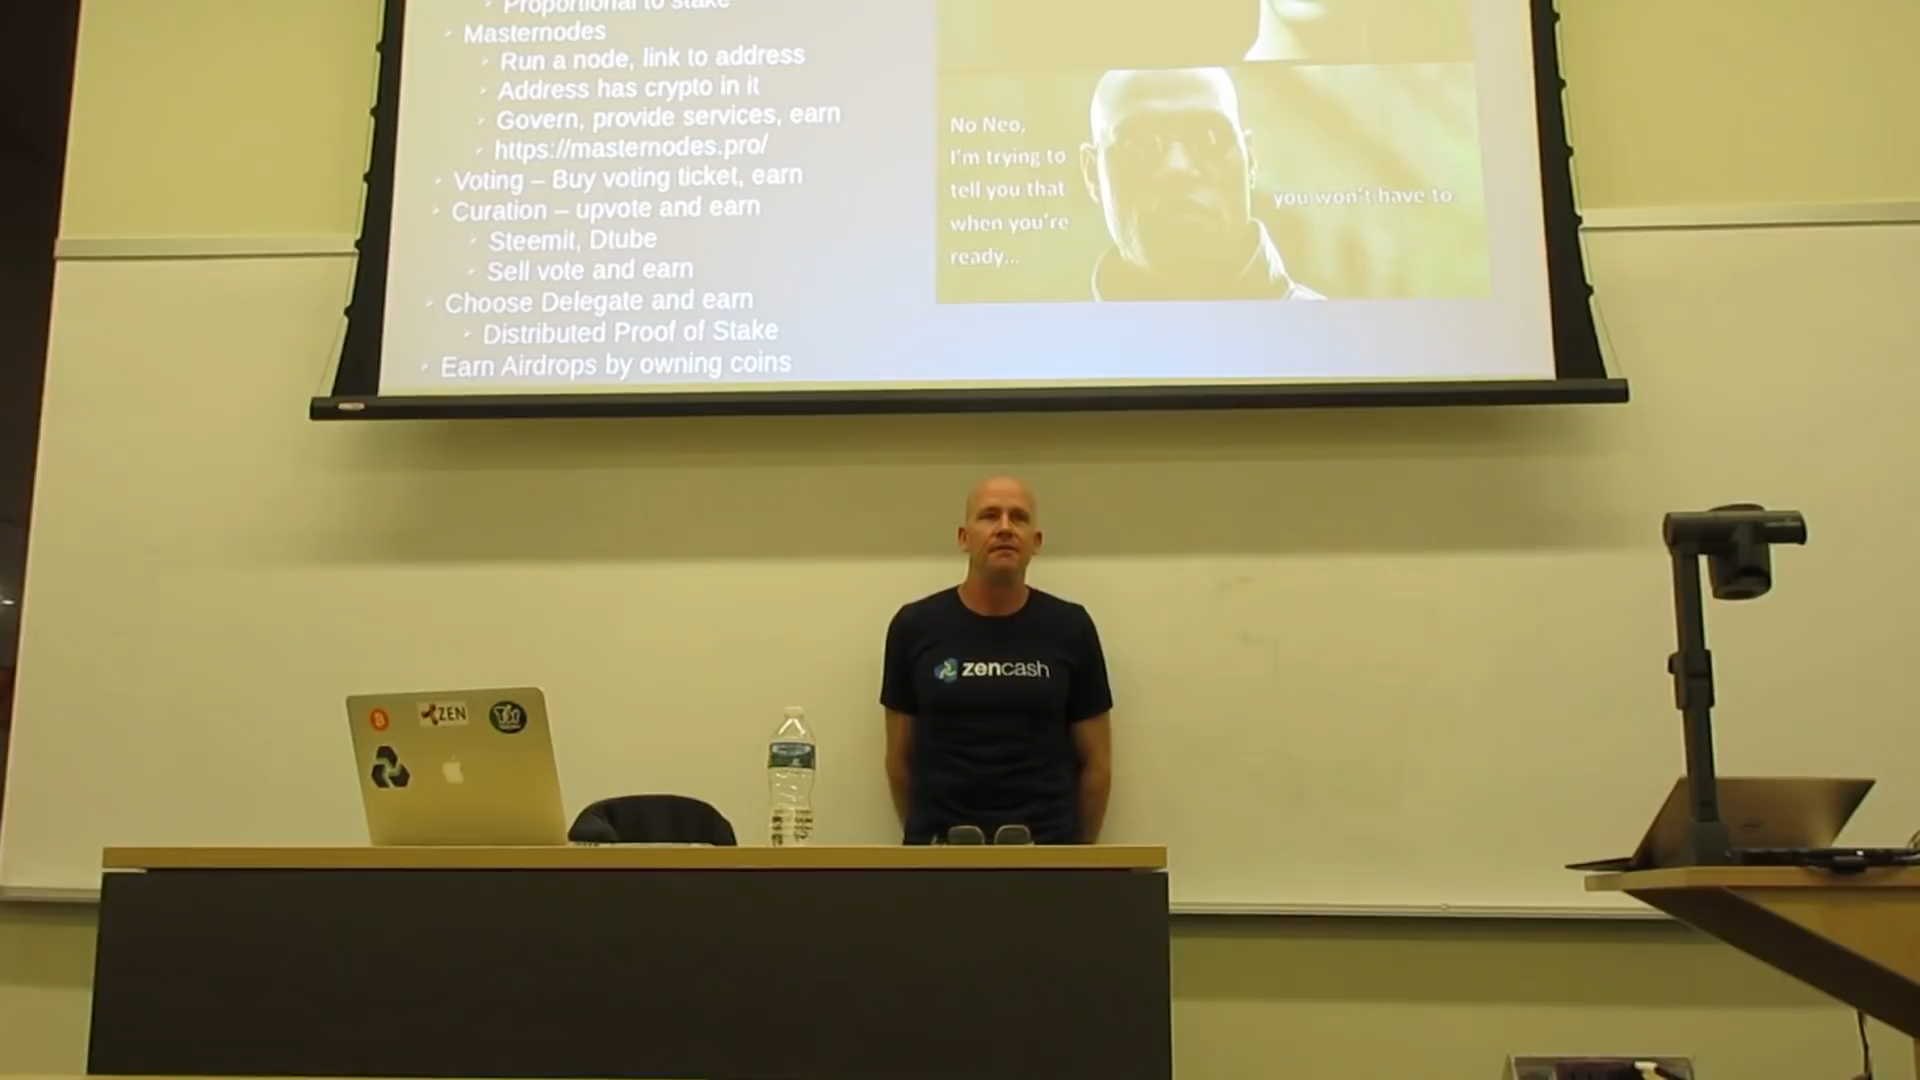 Proportional to stake
Masternodes
Run a node, link to address
Address has crypto in it
Govern, provide services, earn
https://masternodes.pro/
Voting – Buy voting ticket, earn
Curation – upvote and earn
Steemit, Dtube
Sell vote and earn
Choose Delegate and earn
Distributed Proof of Stake
Earn Airdrops by owning coins
No Neo,
I'm trying to
tell you that
when you're
ready...
you won't have to
zencash
ZEN